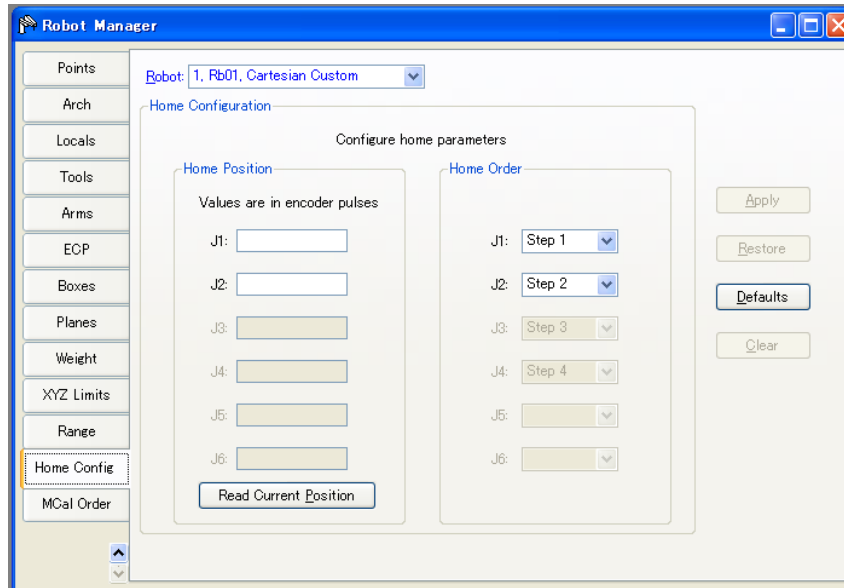 Robot Manager
Points
Arch
Locals
Tools
Arms
ECP
Boxes
Planes
Weight
XYZ Limits
Range
Home Config
MCal Order
Robot: 1, Rb01, Cartesian Custom
Home Configuration
Configure home parameters
Home Position
Values are in encoder pulses
J1:
J2:
J3:
J4:
J5:
J6:
Read Current Position
Home Order
J1: Step 1
J2: Step 2
J3: Step 3
J4: Step 4
J5:
J6:
Apply
Restore
Defaults
Clear